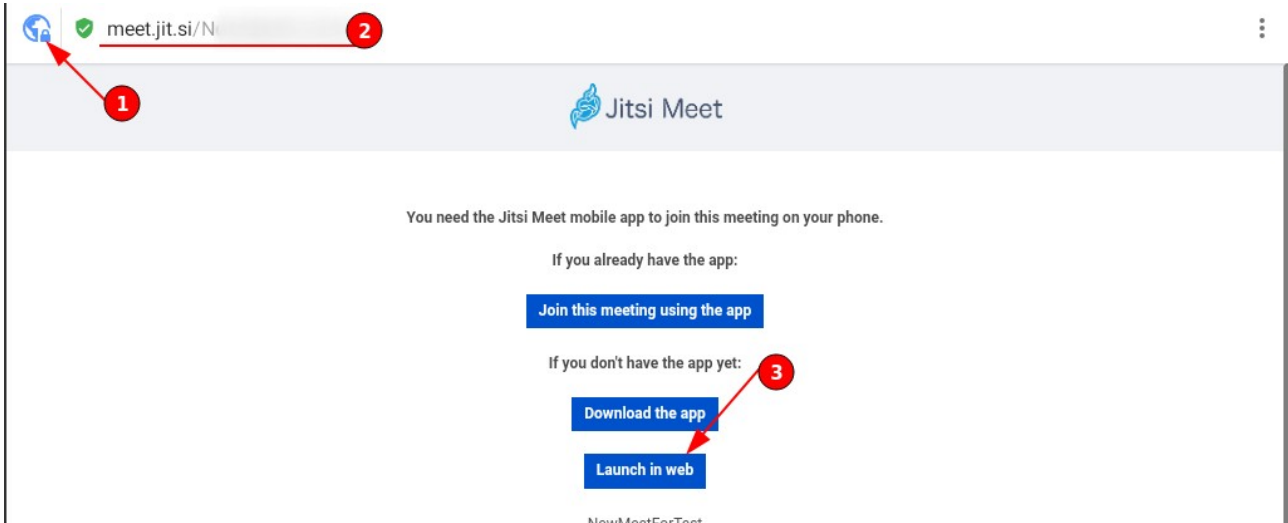 meet.jit.si/N
2
1
Jitsi Meet
You need the Jitsi Meet mobile app to join this meeting on your phone.
If you already have the app:
Join this meeting using the app
If you don't have the app yet:
3
Download the app
Launch in web
NewMeetForTest